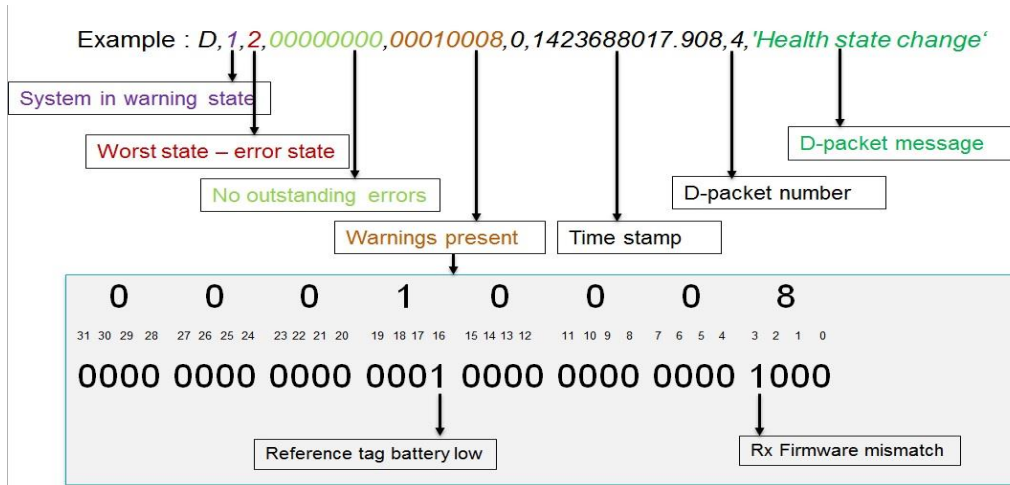 Example : D,1,2,00000000,00010008,0,1423688017.908,4,'Health state change‘
System in warning state
Worst state – error state
D-packet message
No outstanding errors
D-packet number
Warnings present
Time stamp
0 0 0 1 0 0 0 8
31 30 29 28 27 26 25 24 23 22 21 20 19 18 17 16 15 14 13 12 11 10 9 8 7 6 5 4 3 2 1 0
0000 0000 0000 0001 0000 0000 0000 1000
Reference tag battery low
Rx Firmware mismatch